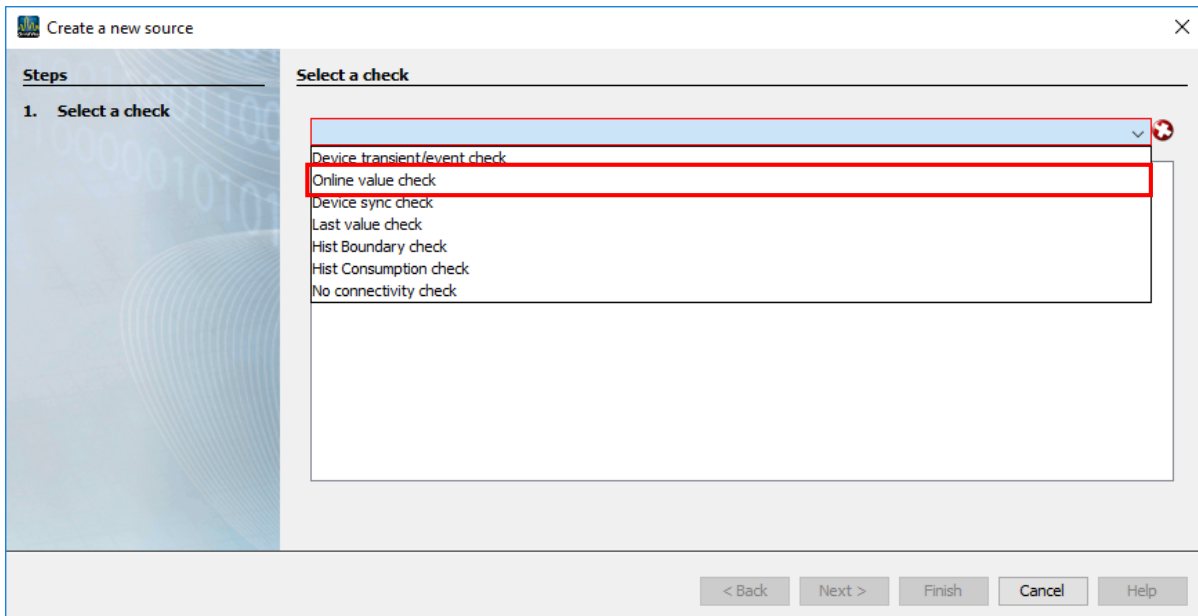 Create a new source
Steps
1. Select a check
Select a check
Device transient/event check
Online value check
Device sync check
Last value check
Hist Boundary check
Hist Consumption check
No connectivity check
< Back
Next >
Finish
Cancel
Help